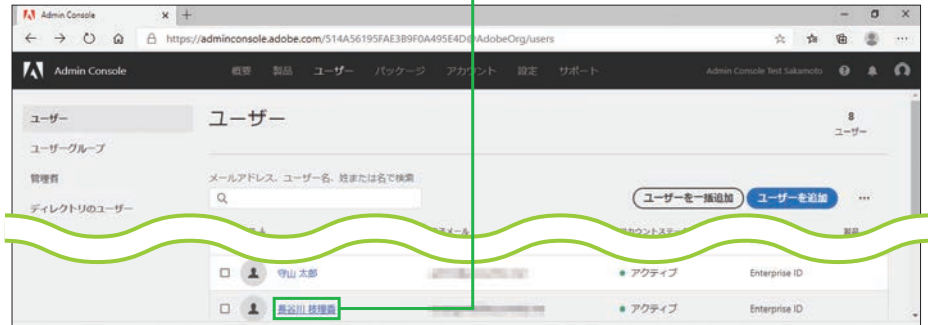 Admin Console
https://adminconsole.adobe.com/514A56195FAE3B9F0A495E4D@AdobeOrg/users
Admin Console 概要 製品 ユーザー パッケージ アカウント 設定 サポート Admin Console Test Sakamoto
ユーザー
ユーザーグループ
管理者
ディレクトリのユーザー
ユーザー
8
ユーザー
メールアドレス、ユーザー名、姓または名で検索
ユーザーを一括追加 ユーザーを追加 ...
製品
守山 太郎 アクティブ Enterprise ID
長谷川 枝理香 アクティブ Enterprise ID